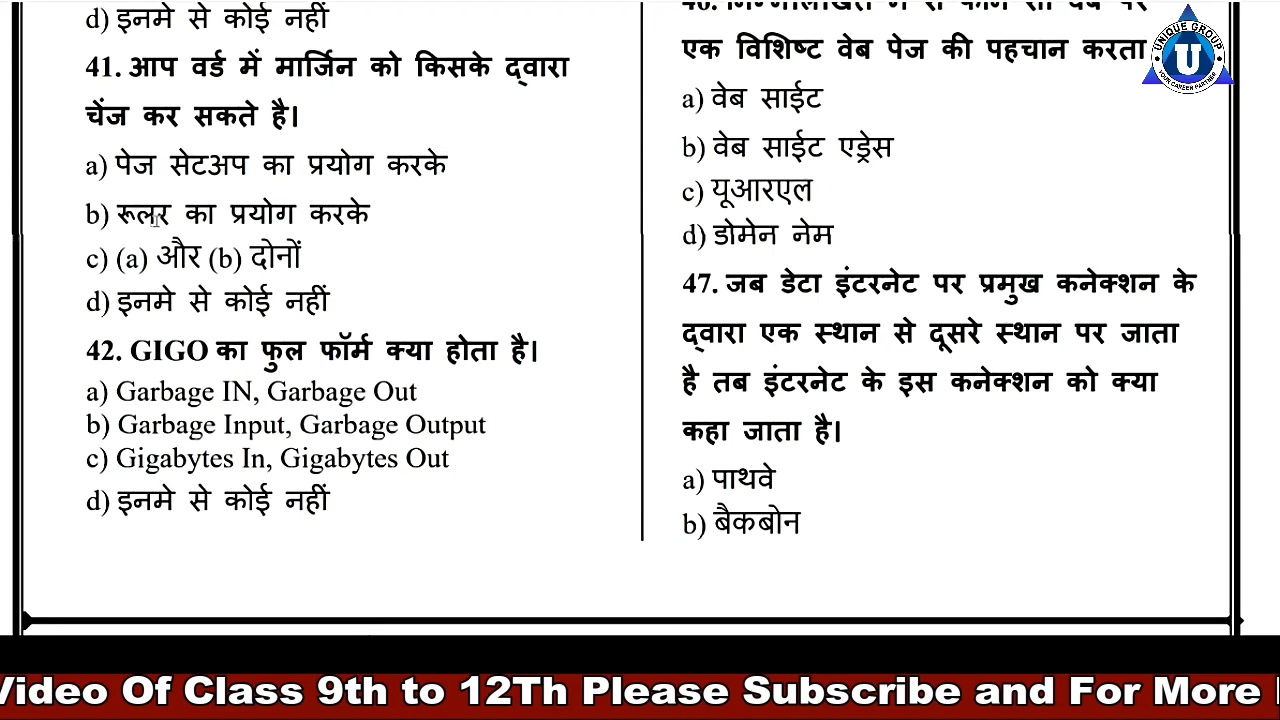 d) इनमे से कोई नहीं
41. आप वर्ड में मार्जिन को किसके द्वारा
चेंज कर सकते है।
a) पेज सेटअप का प्रयोग करके
b) रूलर का प्रयोग करके
c) (a) और (b) दोनों
d) इनमे से कोई नहीं
42. GIGO का फुल फॉर्म क्या होता है।
a) Garbage IN, Garbage Out
b) Garbage Input, Garbage Output
c) Gigabytes In, Gigabytes Out
d) इनमे से कोई नहीं
एक विशिष्ट वेब पेज की पहचान करता
a) वेब साईट
b) वेब साईट एड्रेस
c) यूआरएल
d) डोमेन नेम
47. जब डेटा इंटरनेट पर प्रमुख कनेक्शन के
द्वारा एक स्थान से दूसरे स्थान पर जाता
है तब इंटरनेट के इस कनेक्शन को क्या
कहा जाता है।
a) पाथवे
b) बैकबोन
UNIQUE GROUP
U
YOUR CAREER PARTNER
Video Of Class 9th to 12Th Please Subscribe and For More